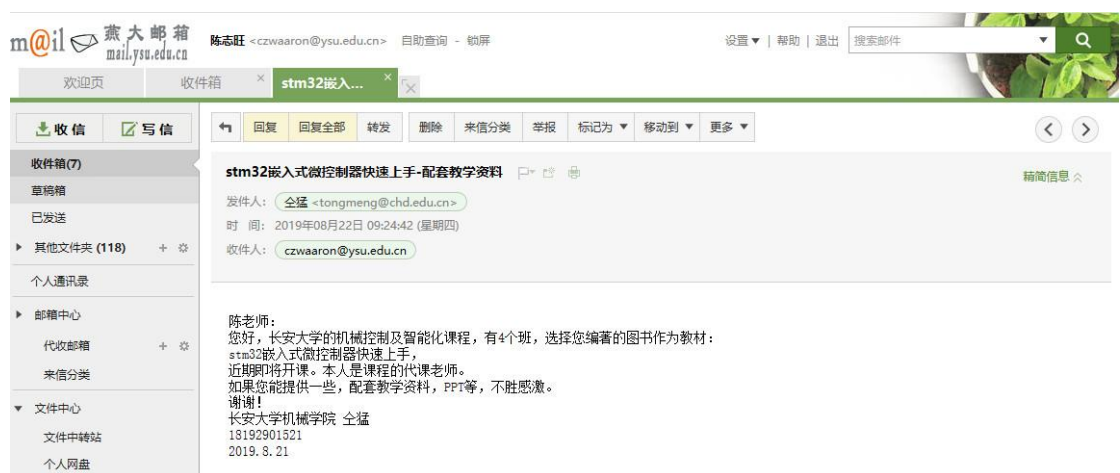 m@il 燕大邮箱
mail.ysu.edu.cn
陈志旺 <czwaaron@ysu.edu.cn> 自助查询 - 锁屏
设置▼ | 帮助 | 退出 搜索邮件
欢迎页 收件箱 × stm32嵌入... ×
收信 写信
回复 回复全部 转发 删除 来信分类 举报 标记为 ▼ 移动到 ▼ 更多 ▼
收件箱(7)
草稿箱
已发送
其他文件夹 (118) +
个人通讯录
邮箱中心
代收邮箱 +
来信分类
文件中心
文件中转站
个人网盘
stm32嵌入式微控制器快速上手-配套教学资料
精简信息
发件人: 仝猛 <tongmeng@chd.edu.cn>
时 间: 2019年08月22日 09:24:42 (星期四)
收件人: czwaaron@ysu.edu.cn
陈老师:
您好, 长安大学的机械控制及智能化课程, 有4个班, 选择您编著的图书作为教材:
stm32嵌入式微控制器快速上手,
近期即将开课。本人是课程的代课老师。
如果您能提供一些, 配套教学资料, PPT等, 不胜感激。
谢谢!
长安大学机械学院 仝猛
18192901521
2019.8.21